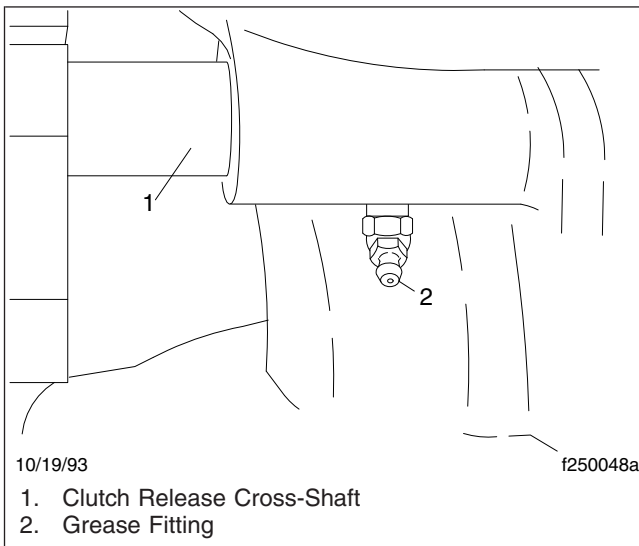 1
2
10/19/93
f250048a
1. Clutch Release Cross-Shaft
2. Grease Fitting